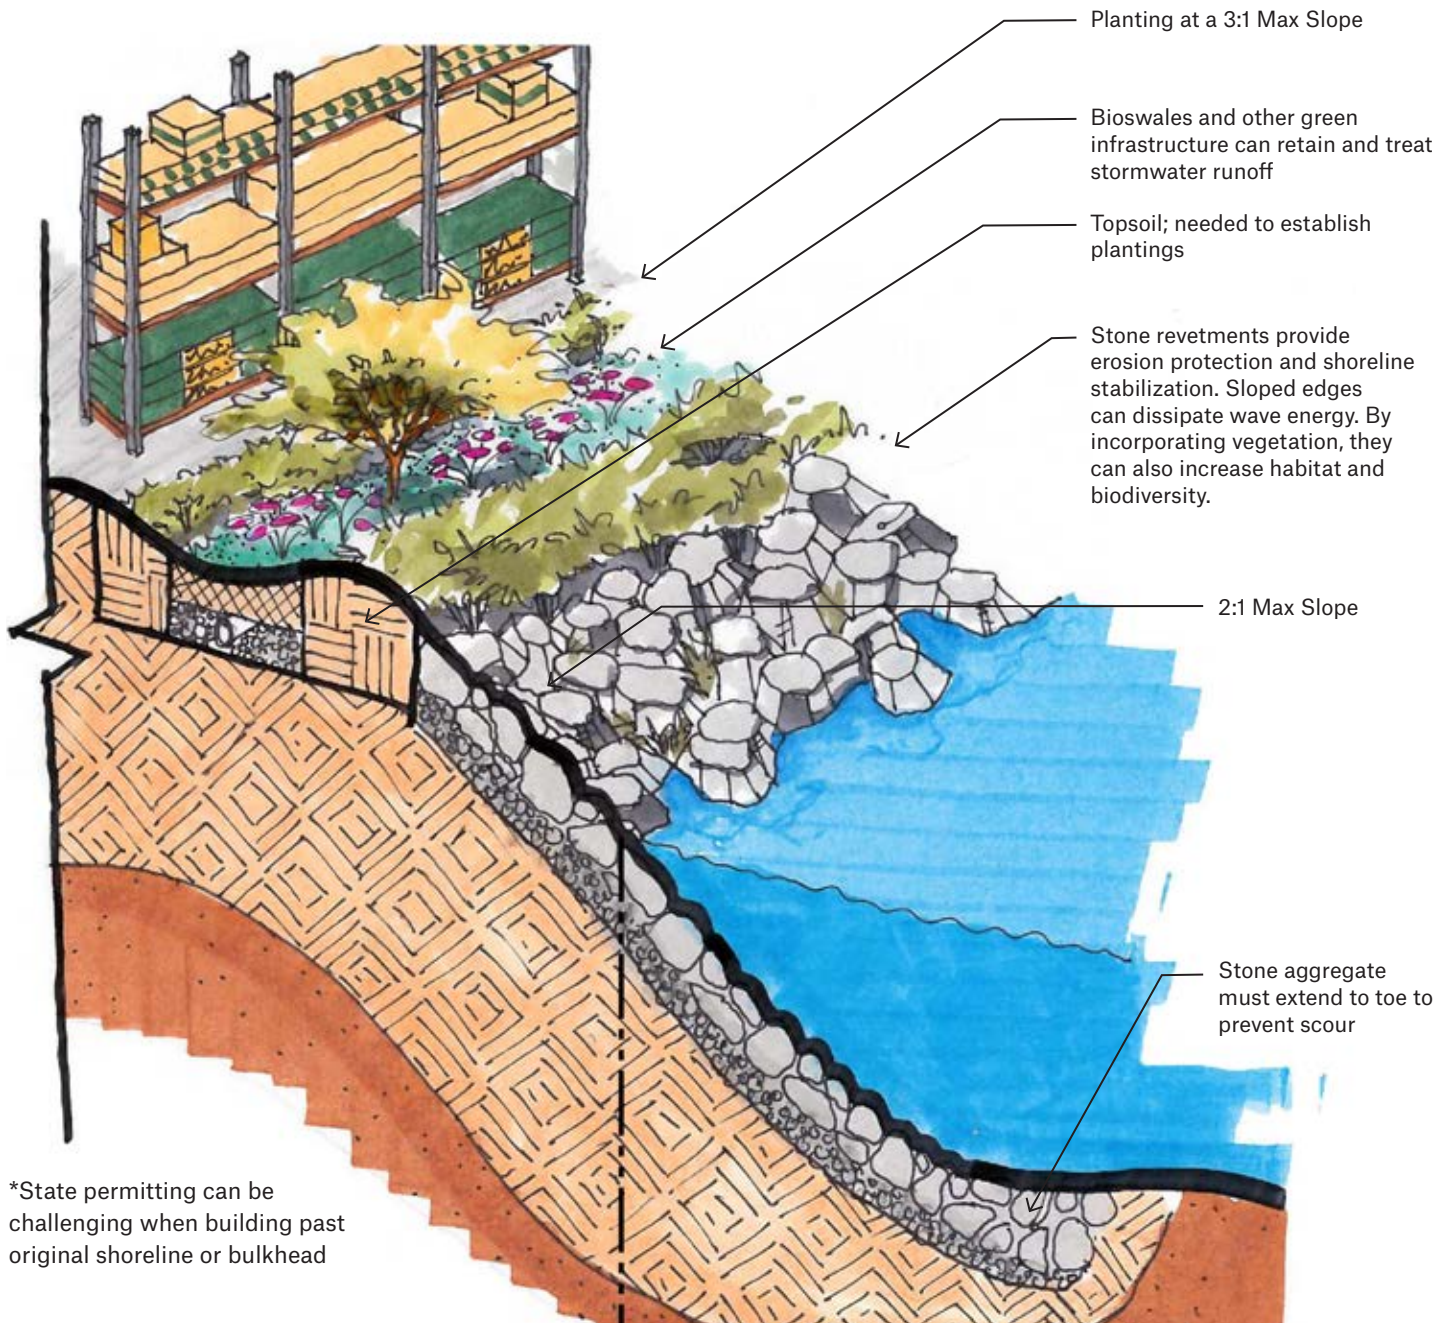 Planting at a 3:1 Max Slope
Bioswales and other green
infrastructure can retain and treat
stormwater runoff
Topsoil; needed to establish
plantings
Stone revetments provide
erosion protection and shoreline
stabilization. Sloped edges
can dissipate wave energy. By
incorporating vegetation, they
can also increase habitat and
biodiversity.
2:1 Max Slope
Stone aggregate
must extend to toe to
prevent scour
*State permitting can be
challenging when building past
original shoreline or bulkhead